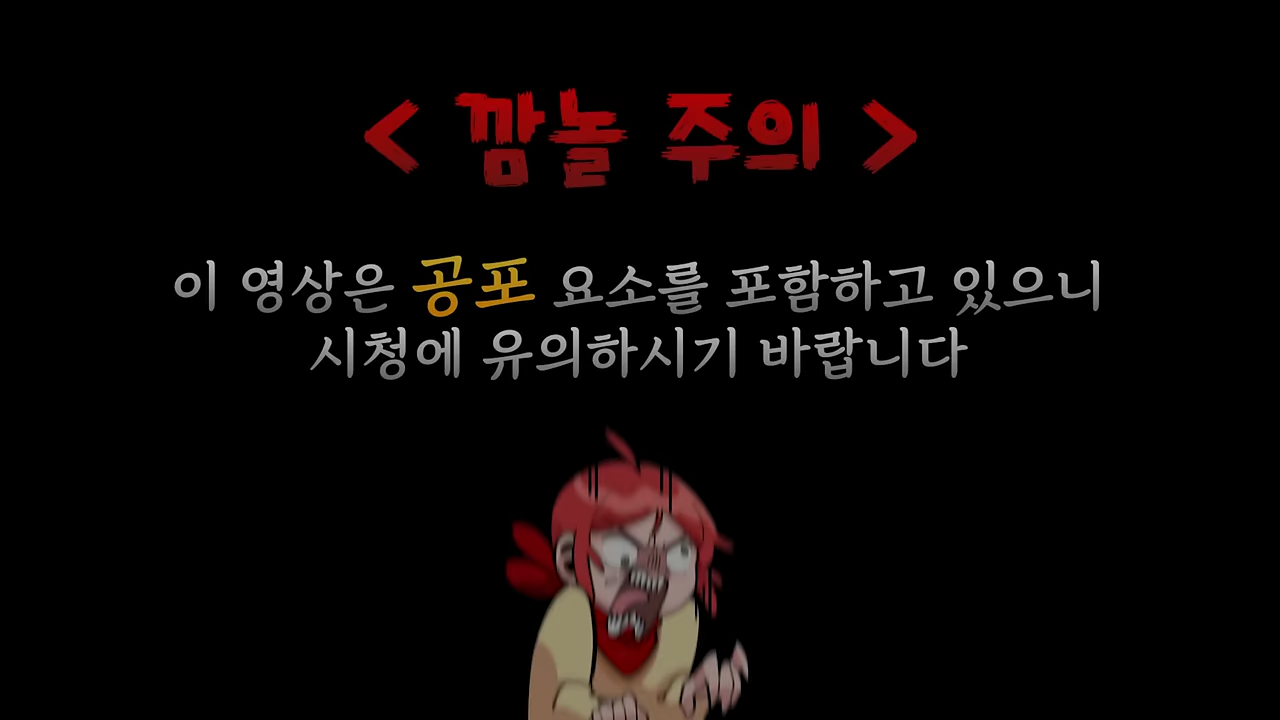 < 깜놀 주의 >
이 영상은 공포 요소를 포함하고 있으니
시청에 유의하시기 바랍니다